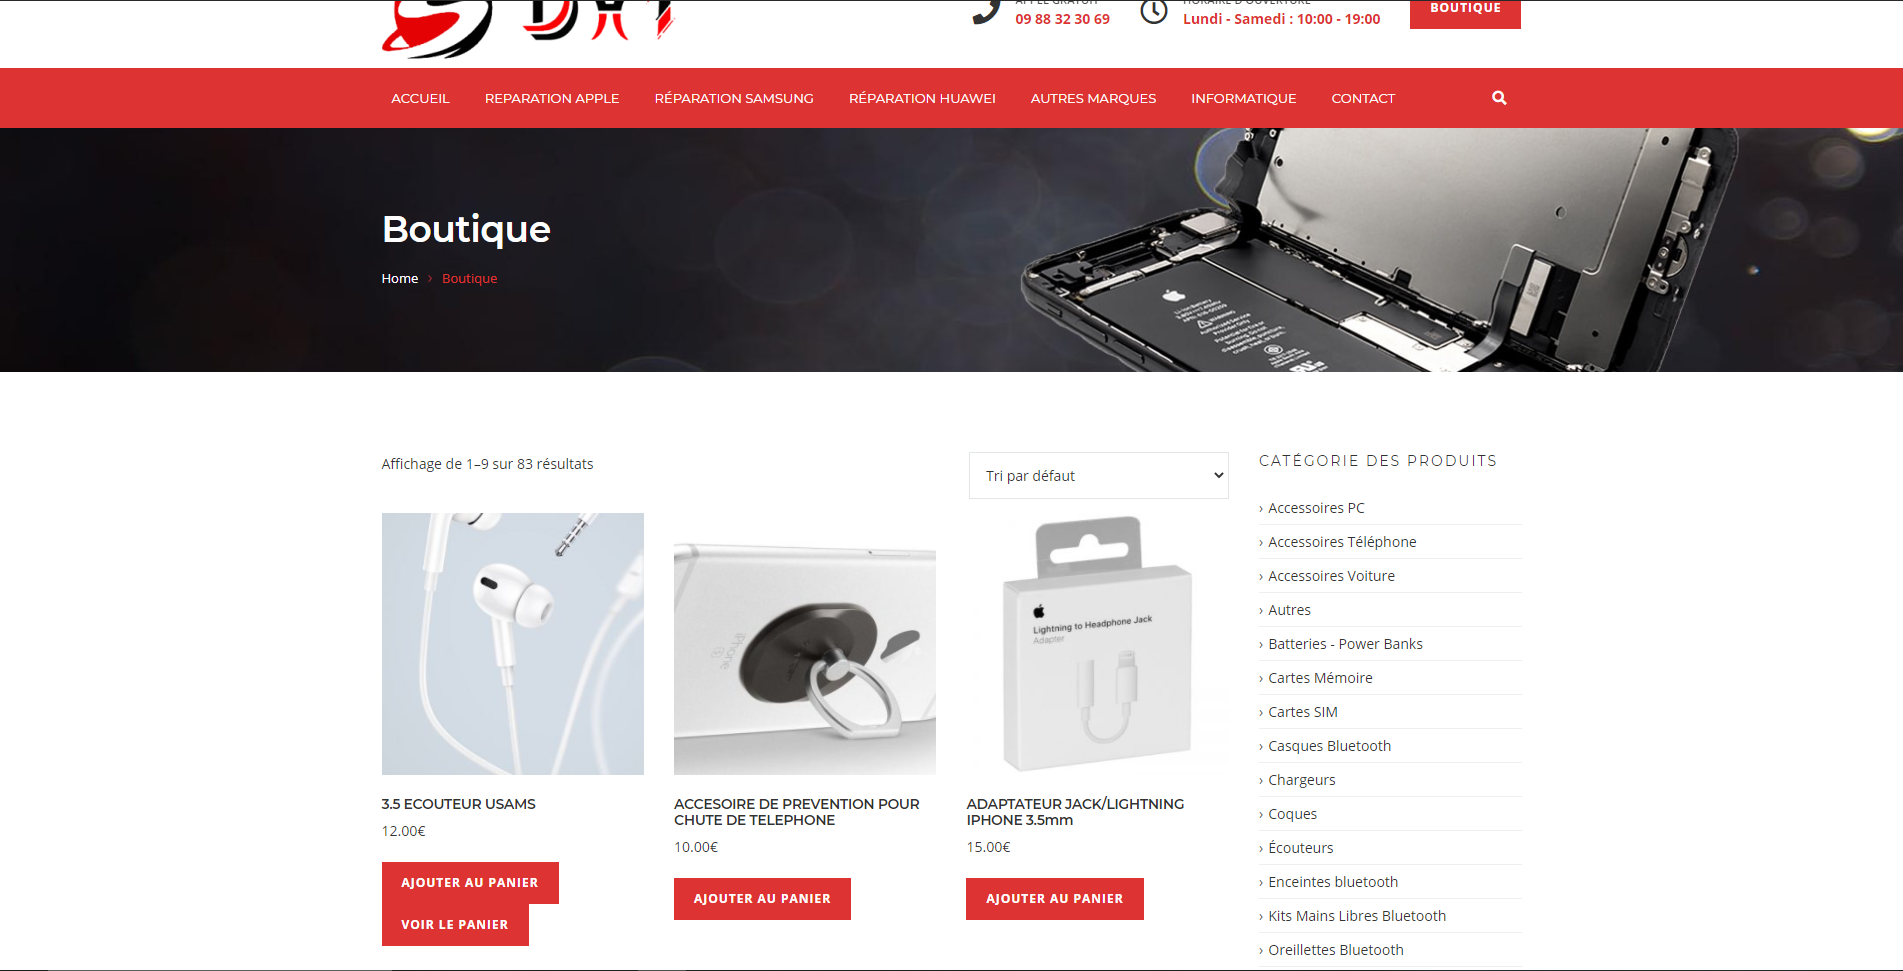 09 88 32 30 69
Lundi - Samedi : 10:00 - 19:00
BOUTIQUE
ACCUEIL
REPARATION APPLE
RÉPARATION SAMSUNG
RÉPARATION HUAWEI
AUTRES MARQUES
INFORMATIQUE
CONTACT
Boutique
Home › Boutique
Affichage de 1–9 sur 83 résultats
Tri par défaut
CATÉGORIE DES PRODUITS
› Accessoires PC
› Accessoires Téléphone
› Accessoires Voiture
› Autres
› Batteries - Power Banks
› Cartes Mémoire
› Cartes SIM
› Casques Bluetooth
› Chargeurs
› Coques
› Écouteurs
› Enceintes bluetooth
› Kits Mains Libres Bluetooth
› Oreillettes Bluetooth
iPhone
Lightning to Headphone Jack
Adapter
3.5 ECOUTEUR USAMS
12.00€
AJOUTER AU PANIER
VOIR LE PANIER
ACCESOIRE DE PREVENTION POUR
CHUTE DE TELEPHONE
10.00€
AJOUTER AU PANIER
ADAPTATEUR JACK/LIGHTNING
IPHONE 3.5mm
15.00€
AJOUTER AU PANIER